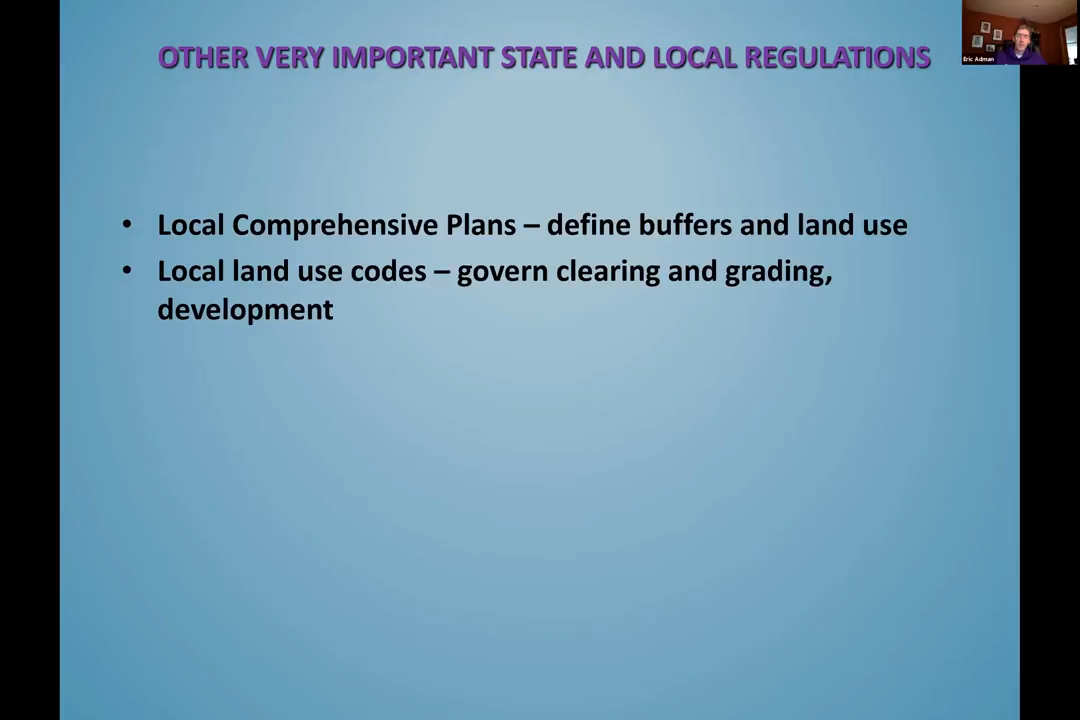 OTHER VERY IMPORTANT STATE AND LOCAL REGULATIONS
Eric Adman
• Local Comprehensive Plans – define buffers and land use
• Local land use codes – govern clearing and grading,
development